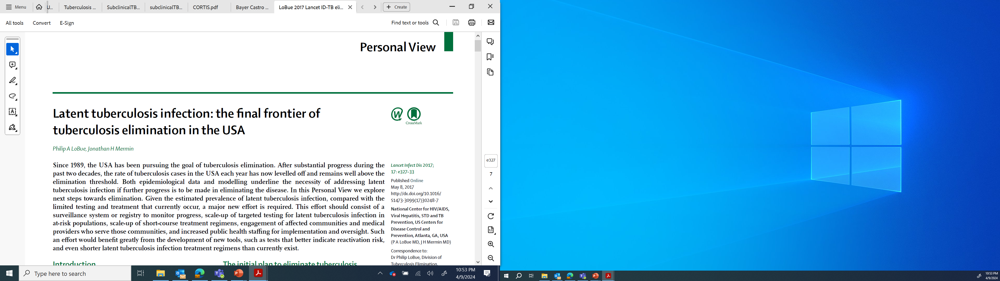 Menu
U...
Tuberculosis ...
SubclinicalTB...
subclinicalTB...
CORTIS.pdf
Bayer Castro ...
LoBue 2017 Lancet ID-TB eli...
Create
All tools
Convert
E-Sign
Find text or tools
Personal View
Latent tuberculosis infection: the final frontier of
tuberculosis elimination in the USA
W
CrossMark
Philip A LoBue, Jonathan H Mermin
Since 1989, the USA has been pursuing the goal of tuberculosis elimination. After substantial progress during the
past two decades, the rate of tuberculosis cases in the USA each year has now levelled off and remains well above the
elimination threshold. Both epidemiological data and modelling underline the necessity of addressing latent
tuberculosis infection if further progress is to be made in eliminating the disease. In this Personal View we explore
next steps towards elimination. Given the estimated prevalence of latent tuberculosis infection, compared with the
limited testing and treatment that currently occur, a major new effort is required. This effort should consist of a
surveillance system or registry to monitor progress, scale-up of targeted testing for latent tuberculosis infection in
at-risk populations, scale-up of short-course treatment regimens, engagement of affected communities and medical
providers who serve those communities, and increased public health staffing for implementation and oversight. Such
an effort would benefit greatly from the development of new tools, such as tests that better indicate reactivation risk,
and even shorter latent tuberculosis infection treatment regimens than currently exist.
Lancet Infect Dis 2017;
17: e327–33
Published Online
May 8, 2017
http://dx.doi.org/10.1016/
S1473-3099(17)30248-7
National Center for HIV/AIDS,
Viral Hepatitis, STD and TB
Prevention, US Centers for
Disease Control and
Prevention, Atlanta, GA, USA
(P A LoBue MD, J H Mermin MD)
Correspondence to:
Dr Philip LoBue, Division of
Tuberculosis Elimination,
Introduction
The initial plan to eliminate tuberculosis
e327
7
1:1
Type here to search
10:53 PM
4/9/2024
10:53 PM
4/9/2024